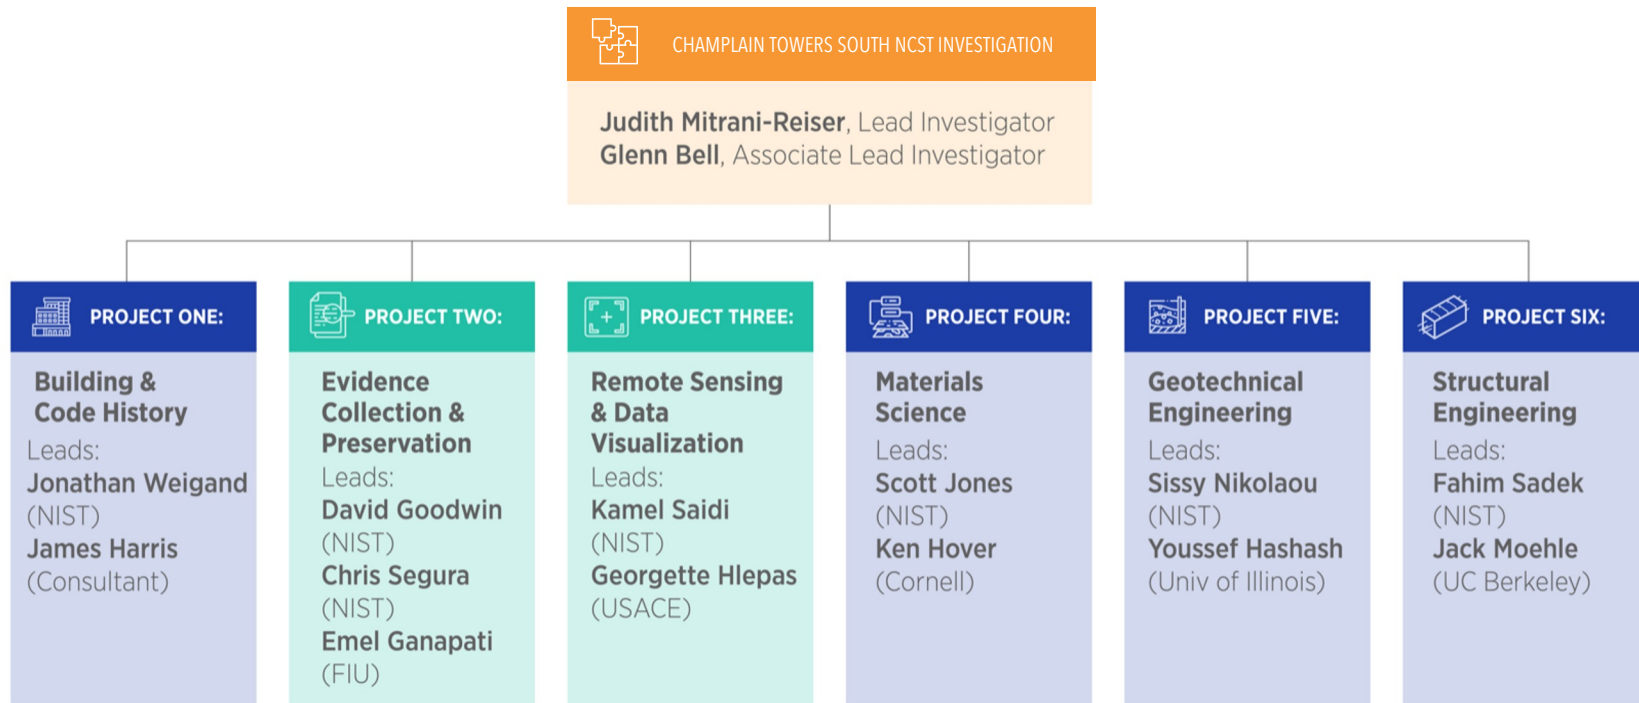 CHAMPLAIN TOWERS SOUTH NCST INVESTIGATION
Judith Mitrani-Reiser, Lead Investigator
Glenn Bell, Associate Lead Investigator
PROJECT ONE:
Building &
Code History
Leads:
Jonathan Weigand
(NIST)
James Harris
(Consultant)
PROJECT TWO:
Evidence
Collection &
Preservation
Leads:
David Goodwin
(NIST)
Chris Segura
(NIST)
Emel Ganapati
(FIU)
PROJECT THREE:
Remote Sensing
& Data
Visualization
Leads:
Kamel Saidi
(NIST)
Georgette Hlepas
(USACE)
PROJECT FOUR:
Materials
Science
Leads:
Scott Jones
(NIST)
Ken Hover
(Cornell)
PROJECT FIVE:
Geotechnical
Engineering
Leads:
Sissy Nikolaou
(NIST)
Youssef Hashash
(Univ of Illinois)
PROJECT SIX:
Structural
Engineering
Leads:
Fahim Sadek
(NIST)
Jack Moehle
(UC Berkeley)